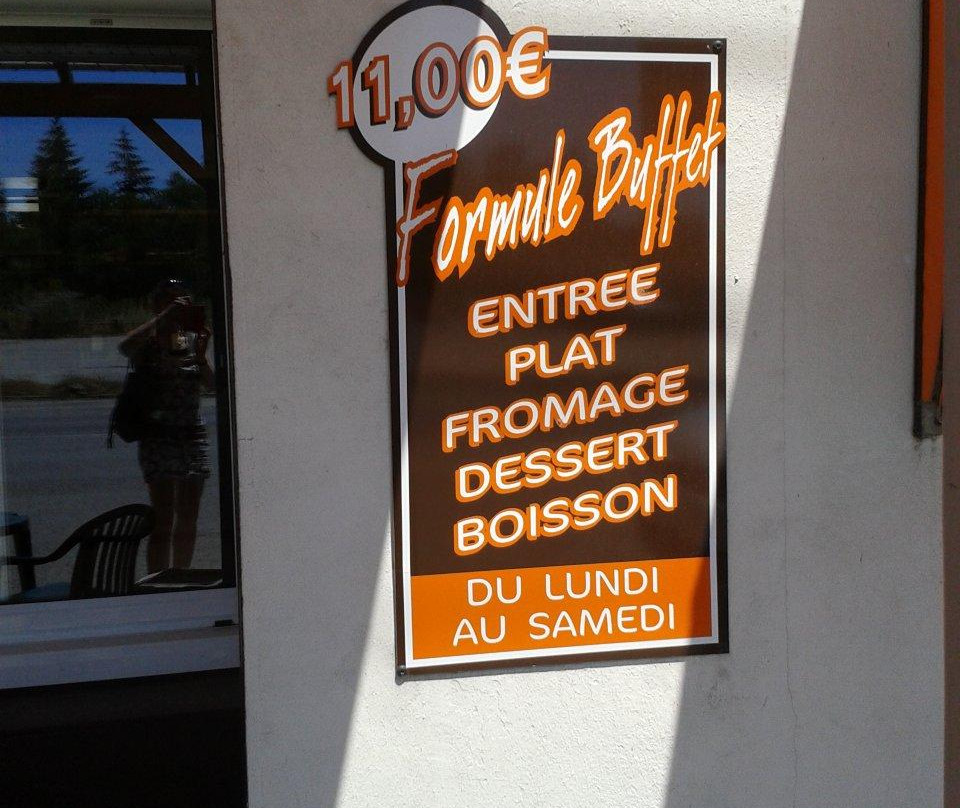 11,00€
Formule Buffet
ENTREE
PLAT
FROMAGE
DESSERT
BOISSON
DU LUNDI
AU SAMEDI